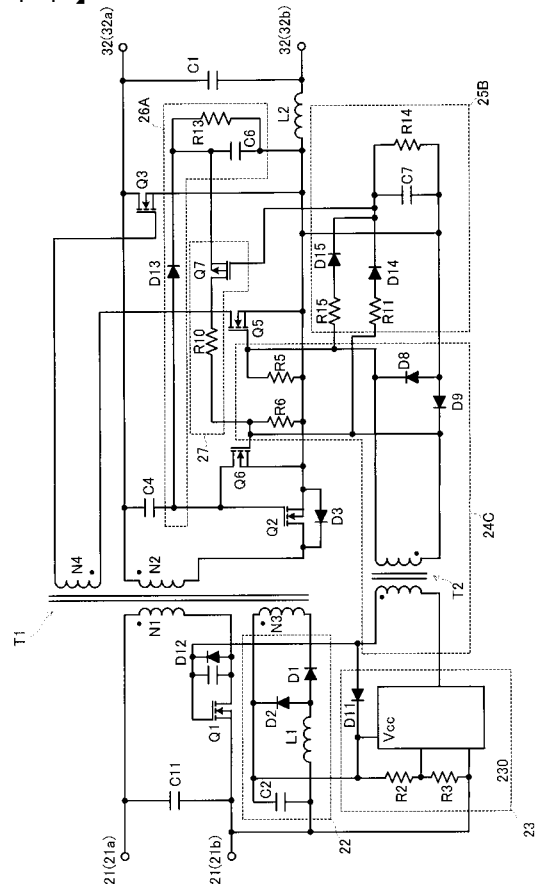 32(32a)
32(32b)
C1
26A
R13
C6
L2
25B
R14
Q3
C7
D13
Q7
D15
D14
R15
R11
R10
Q5
R5
R6
D8
D9
27
Q6
C4
Q2
D3
24C
N4
N2
T1
T2
N1
N3
D12
D1
Q1
D2
L1
D11
Vcc
C11
C2
R2
R3
230
22
23
21(21a)
21(21b)